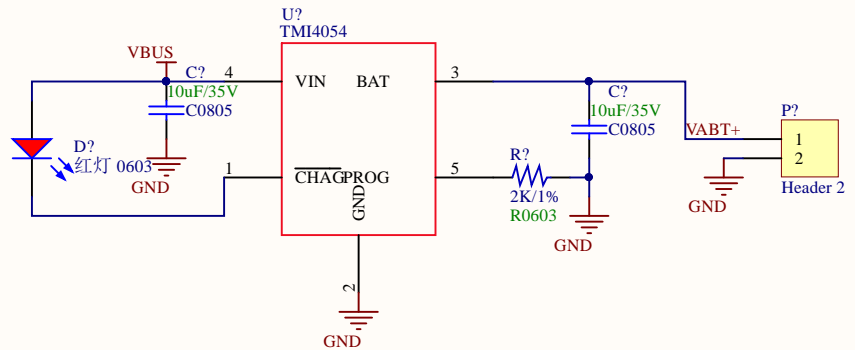 U?
TMI4054
VBUS
C?
10uF/35V
C0805
4
VIN
BAT
3
C?
10uF/35V
C0805
P?
VABT+
1
2
Header 2
GND
D?
红灯 0603
GND
1
CHAG
PROG
GND
5
R?
2K/1%
R0603
GND
2
GND